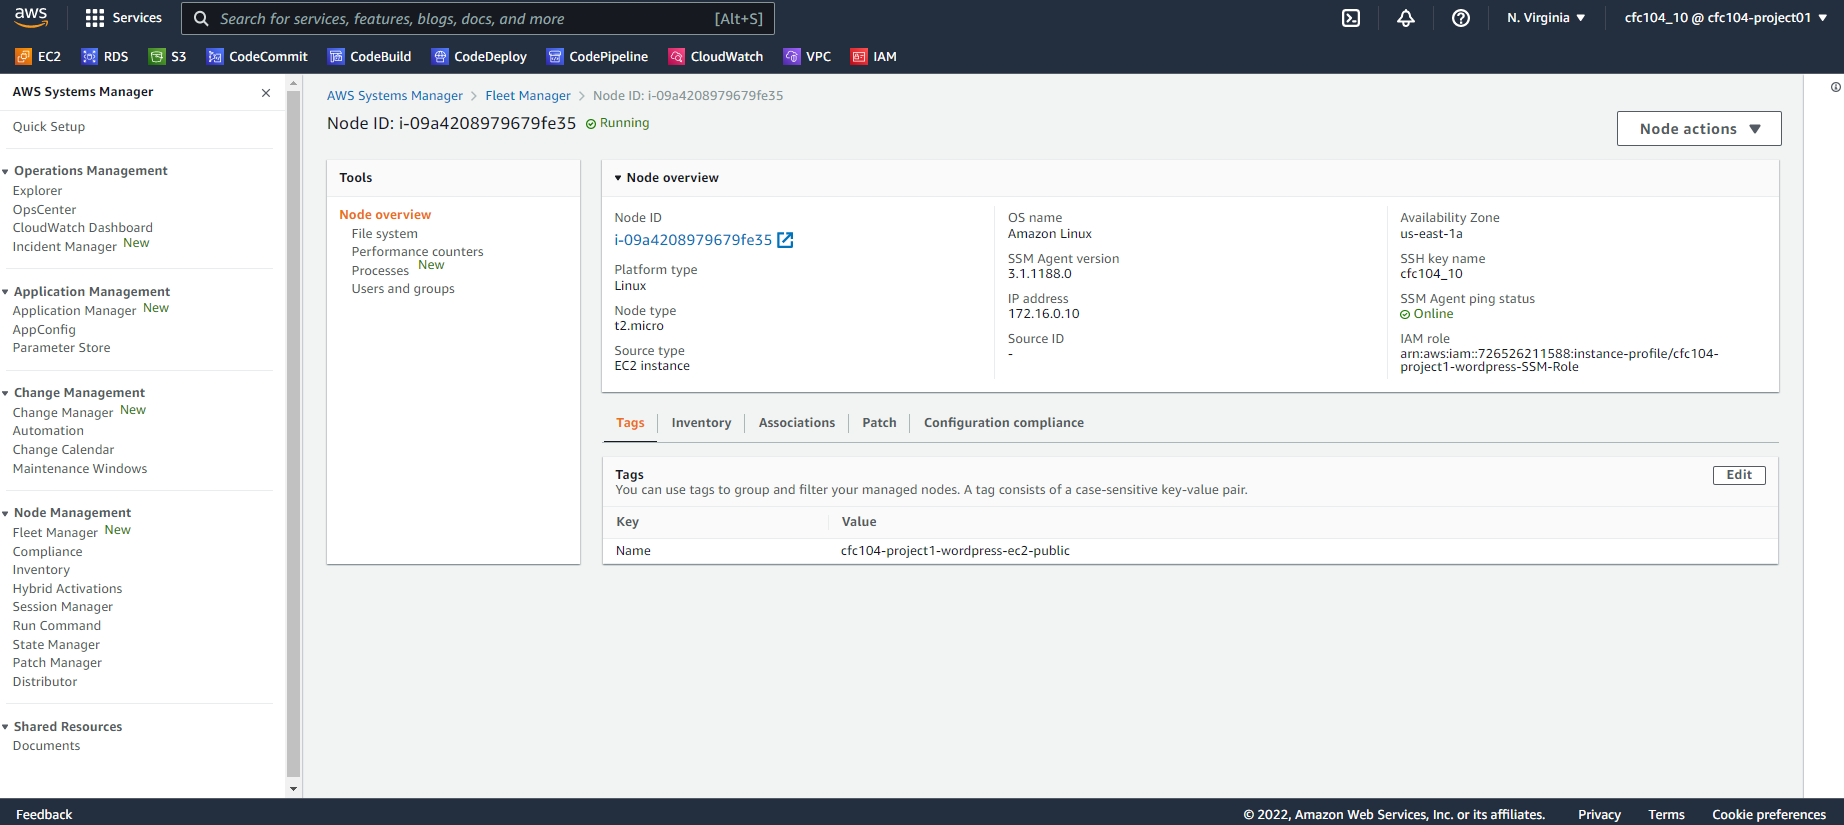 aws
Services
Search for services, features, blogs, docs, and more
[Alt+S]
N. Virginia
cfc104_10 @ cfc104-project01
EC2
RDS
S3
CodeCommit
CodeBuild
CodeDeploy
CodePipeline
CloudWatch
VPC
IAM
AWS Systems Manager
Quick Setup
Operations Management
Explorer
OpsCenter
CloudWatch Dashboard
Incident Manager New
Application Management
Application Manager New
AppConfig
Parameter Store
Change Management
Change Manager New
Automation
Change Calendar
Maintenance Windows
Node Management
Fleet Manager New
Compliance
Inventory
Hybrid Activations
Session Manager
Run Command
State Manager
Patch Manager
Distributor
Shared Resources
Documents
AWS Systems Manager > Fleet Manager > Node ID: i-09a4208979679fe35
Node ID: i-09a4208979679fe35 Running
Node actions
Tools
Node overview
File system
Performance counters
Processes New
Users and groups
Node overview
Node ID
i-09a4208979679fe35
Platform type
Linux
Node type
t2.micro
Source type
EC2 instance
OS name
Amazon Linux
SSM Agent version
3.1.1188.0
IP address
172.16.0.10
Source ID
-
Availability Zone
us-east-1a
SSH key name
cfc104_10
SSM Agent ping status
Online
IAM role
arn:aws:iam::726526211588:instance-profile/cfc104-
project1-wordpress-SSM-Role
Tags
Inventory
Associations
Patch
Configuration compliance
Tags
Edit
You can use tags to group and filter your managed nodes. A tag consists of a case-sensitive key-value pair.
Key Value
Name cfc104-project1-wordpress-ec2-public
Feedback
© 2022, Amazon Web Services, Inc. or its affiliates.
Privacy
Terms
Cookie preferences